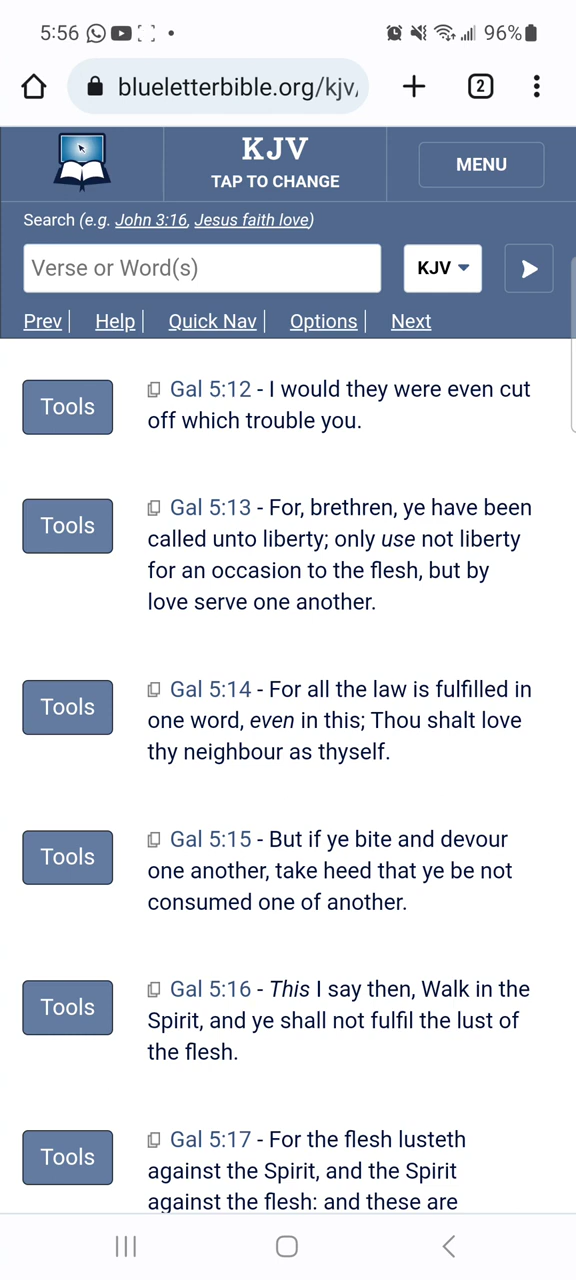 5:56
96%
blueletterbible.org/kjv/
2
KJV
TAP TO CHANGE
MENU
Search (e.g. John 3:16, Jesus faith love)
Verse or Word(s)
KJV
Prev | Help | Quick Nav | Options | Next
Tools
Gal 5:12 - I would they were even cut
off which trouble you.
Tools
Gal 5:13 - For, brethren, ye have been
called unto liberty; only use not liberty
for an occasion to the flesh, but by
love serve one another.
Tools
Gal 5:14 - For all the law is fulfilled in
one word, even in this; Thou shalt love
thy neighbour as thyself.
Tools
Gal 5:15 - But if ye bite and devour
one another, take heed that ye be not
consumed one of another.
Tools
Gal 5:16 - This I say then, Walk in the
Spirit, and ye shall not fulfil the lust of
the flesh.
Tools
Gal 5:17 - For the flesh lusteth
against the Spirit, and the Spirit
against the flesh: and these are